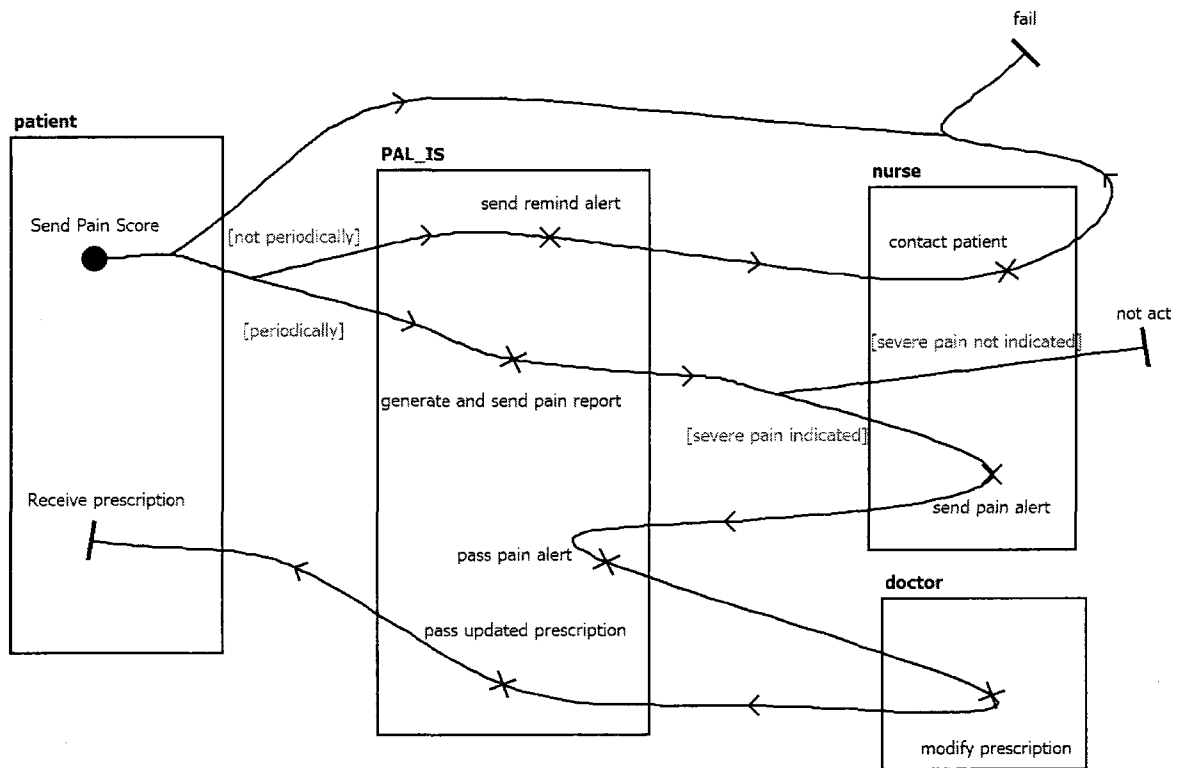 fail
patient
PAL_IS
nurse
send remind alert
Send Pain Score
[not periodically]
contact patient
not act
[periodically]
[severe pain not indicated]
generate and send pain report
[severe pain indicated]
Receive prescription
send pain alert
pass pain alert
doctor
pass updated prescription
modify prescription